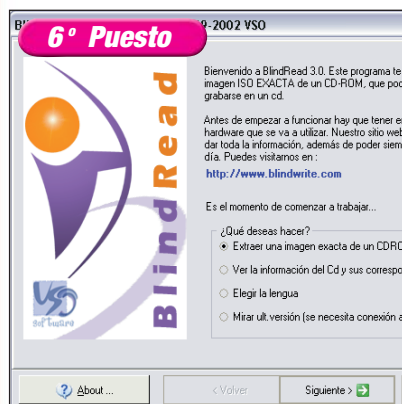 6º Puesto
9-2002 VSO
Bienvenido a BlindRead 3.0. Este programa te
imagen ISO EXACTA de un CD-ROM, que pod
grabarse en un cd.
Antes de empezar a funcionar hay que tener e
hardware que se va a utilizar. Nuestro sitio web
dar toda la información, además de poder siem
día. Puedes visitarnos en :
http://www.blindwrite.com
Es el momento de comenzar a trabajar...
¿Qué deseas hacer?
Extraer una imagen exacta de un CDRO
Ver la información del Cd y sus correspo
Elegir la lengua
Mirar ult.versión (se necesita conexión a
BlindRead
VSO
Software
About ...
< Volver
Siguiente >